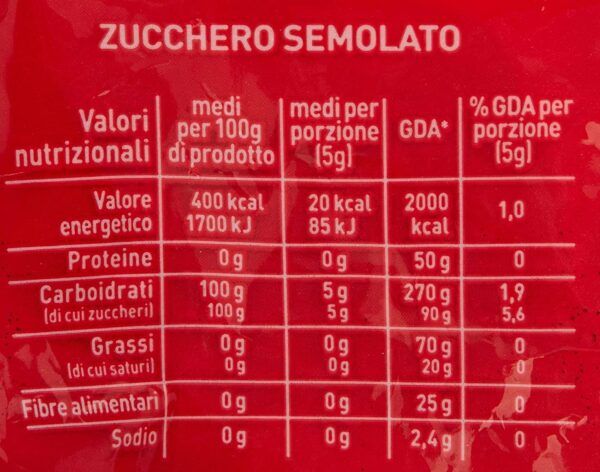 ZUCCHERO SEMOLATO
Valori nutrizionali | medi per 100g di prodotto | medi per porzione (5g) | GDA* | % GDA per porzione (5g)
Valore energetico | 400 kcal 1700 kJ | 20 kcal 85 kJ | 2000 kcal | 1,0
Proteine | 0 g | 0 g | 50 g | 0
Carboidrati | 100 g | 5 g | 270 g | 1,9
(di cui zuccheri) | 100 g | 5 g | 90 g | 5,6
Grassi | 0 g | 0 g | 70 g | 0
(di cui saturi) | 0 g | 0 g | 20 g | 0
Fibre alimentari | 0 g | 0 g | 25 g | 0
Sodio | 0 g | 0 g | 2,4 g | 0